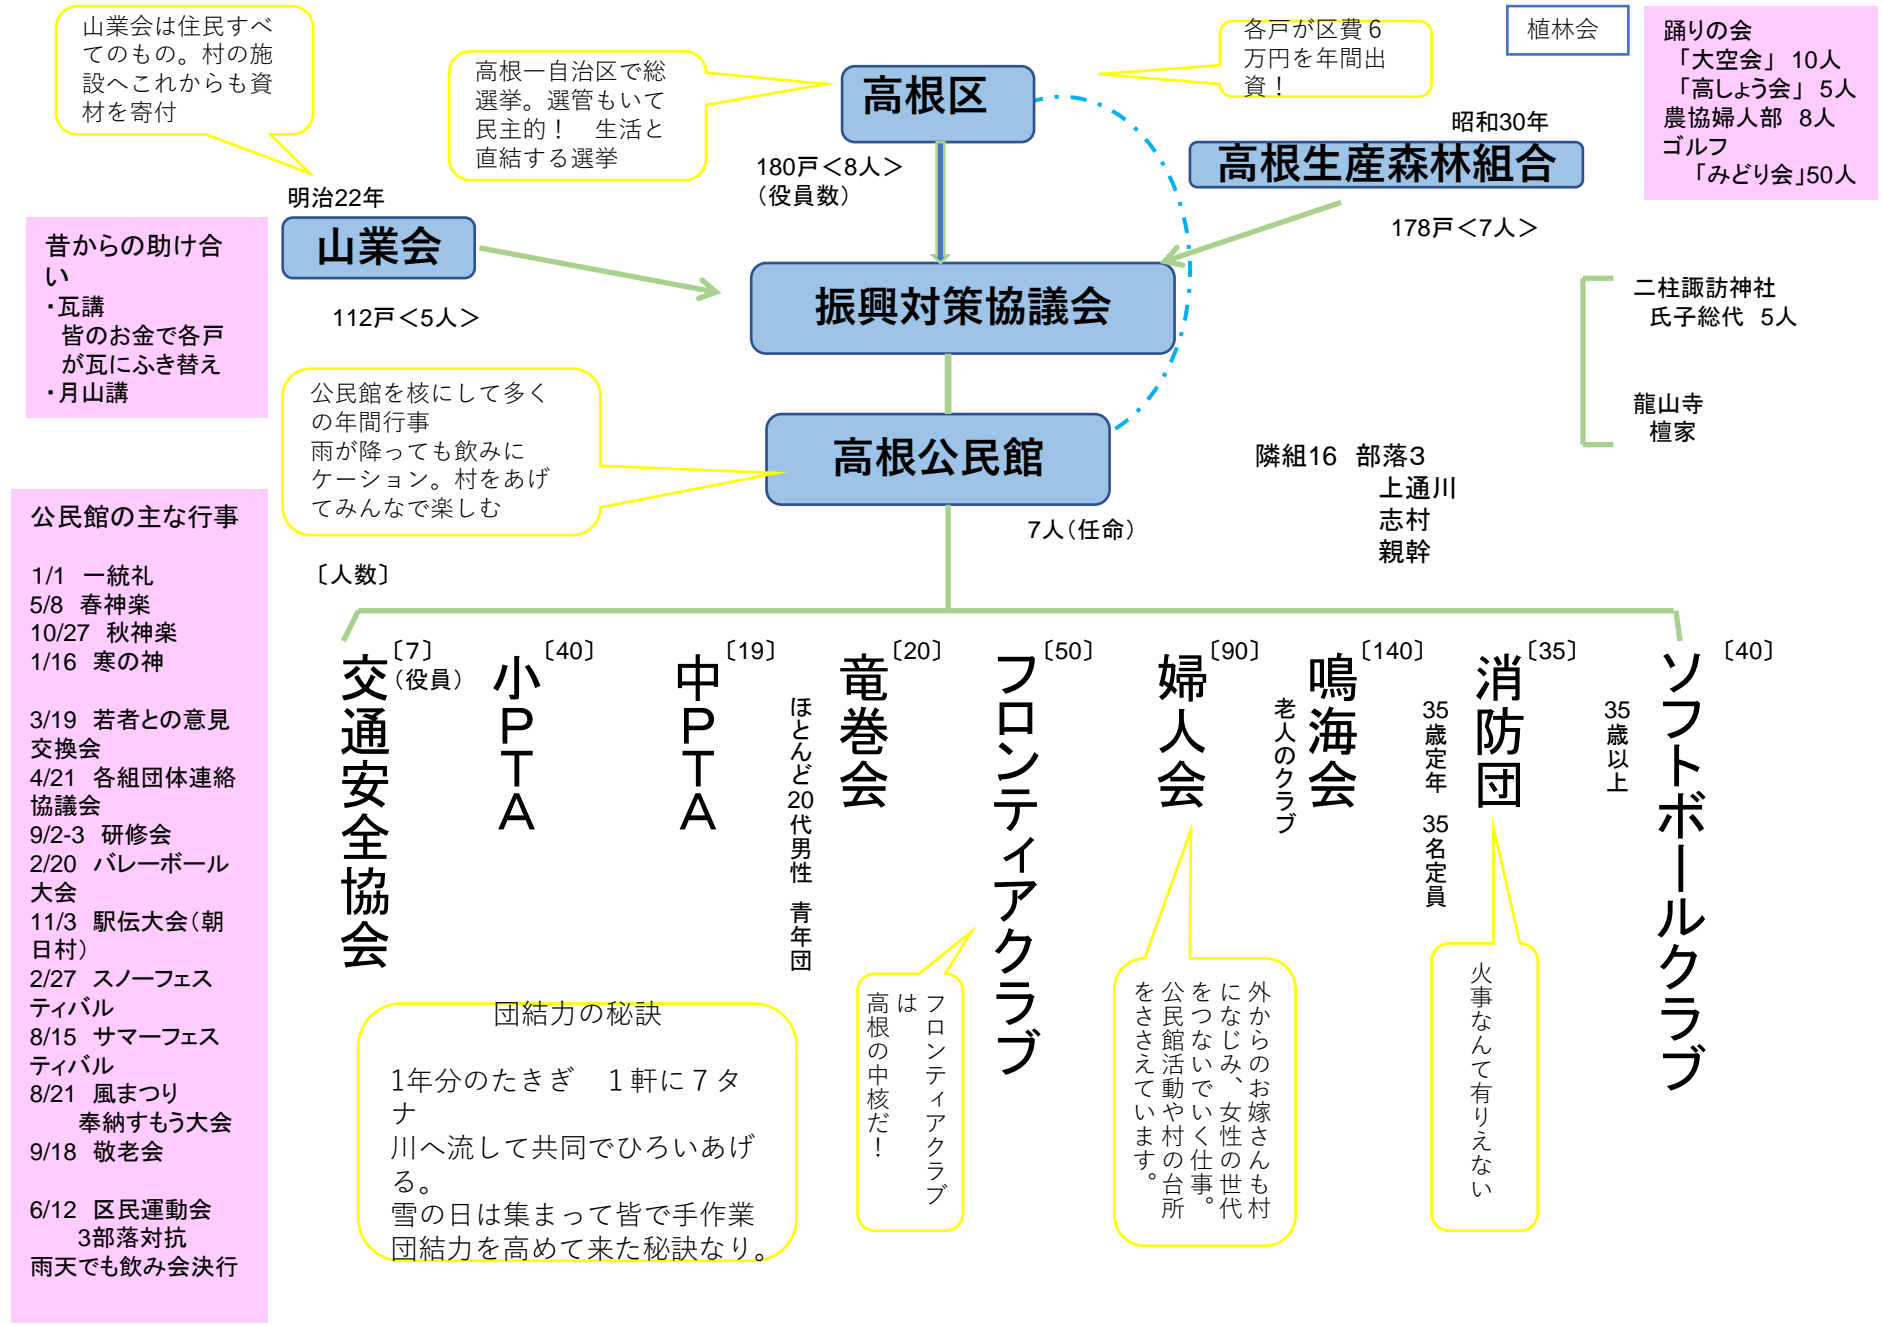 山業会は住民すべ
てのもの。村の施
設へこれからも資
材を寄付
高根一自治区で総
選挙。選管もいて
民主的！　生活と
直結する選挙
高根区
各戸が区費６
万円を年間出
資！
植林会
踊りの会
「大空会」 10人
「高しょう会」 5人
農協婦人部 8人
ゴルフ
「みどり会」50人
180戸＜8人＞
（役員数）
昭和30年
高根生産森林組合
178戸＜7人＞
明治22年
山業会
112戸＜5人＞
昔からの助け合
い
・瓦講
皆のお金で各戸
が瓦にふき替え
・月山講
振興対策協議会
二柱諏訪神社
氏子総代 5人
龍山寺
檀家
公民館を核にして多く
の年間行事
雨が降っても飲みに
ケーション。村をあげ
てみんなで楽しむ
高根公民館
7人（任命）
隣組16 部落3
上通川
志村
親幹
公民館の主な行事
1/1 一統礼
5/8 春神楽
10/27 秋神楽
1/16 寒の神
3/19 若者との意見
交換会
4/21 各組団体連絡
協議会
9/2-3 研修会
2/20 バレーボール
大会
11/3 駅伝大会（朝
日村）
2/27 スノーフェス
ティバル
8/15 サマーフェス
ティバル
8/21 風まつり
奉納すもう大会
9/18 敬老会
6/12 区民運動会
3部落対抗
雨天でも飲み会決行
〔人数〕
交通安全協会
〔7〕
（役員）
小ＰＴＡ
〔40〕
中ＰＴＡ
〔19〕
ほとんど20代男性 青年団
竜巻会
〔20〕
フロンティアクラブ
〔50〕
婦人会
〔90〕
老人のクラブ
鳴海会
〔140〕
35歳定年 35名定員
消防団
〔35〕
35歳以上
ソフトボールクラブ
〔40〕
団結力の秘訣
1年分のたきぎ　１軒に７タ
ナ
川へ流して共同でひろいあげ
る。
雪の日は集まって皆で手作業
団結力を高めて来た秘訣なり。
フロンティアクラブ
は
高根の中核だ！
外からのお嫁さんも村
になじみ、女性の世代
をつないでいく仕事。
公民館活動や村の台所
をささえています。
火事なんて有りえない